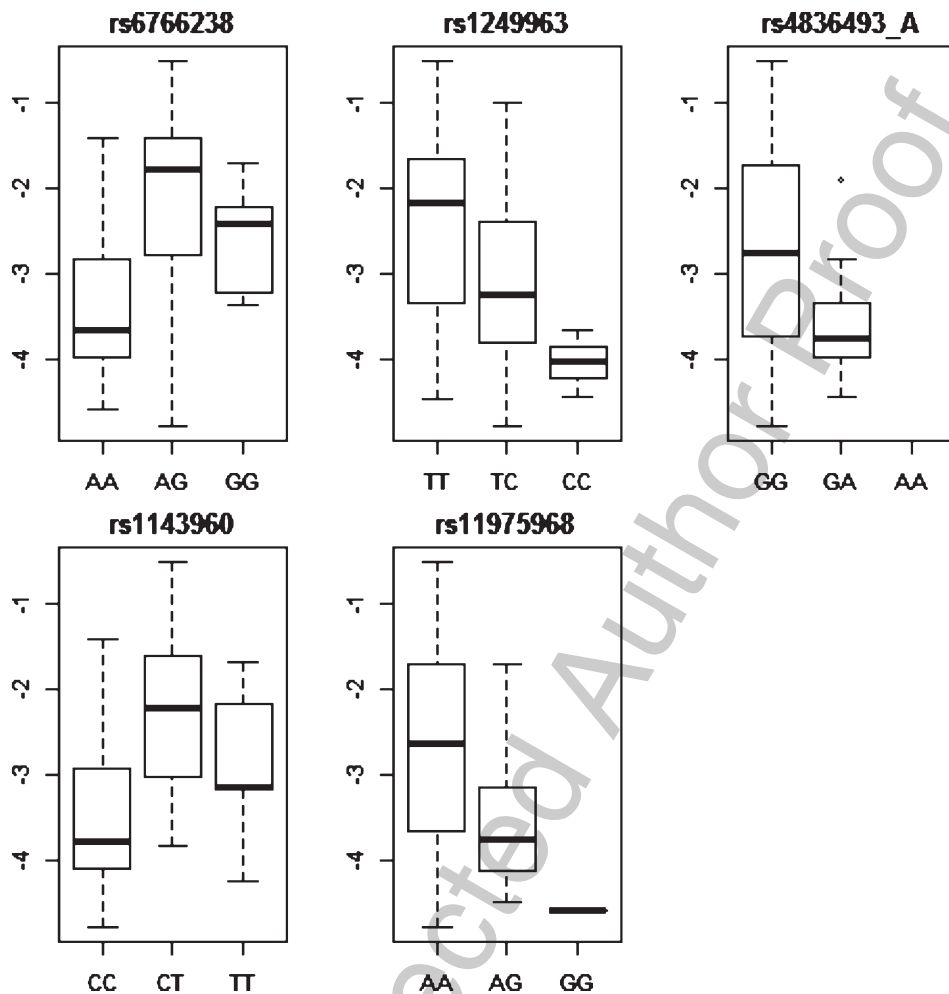 rs6766238
-1
-2
-3
-4
AA AG GG
rs1249963
-1
-2
-3
-4
TT TC CC
rs4836493_A
-1
-2
-3
-4
GG GA AA
rs1143960
-1
-2
-3
-4
CC CT TT
rs11975968
-1
-2
-3
-4
AA AG GG
cted Author Proof